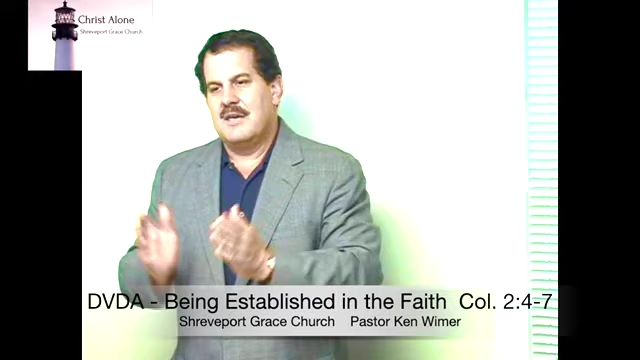 Christ Alone
Shreveport Grace Church
DVDA - Being Established in the Faith Col. 2:4-7
Shreveport Grace Church Pastor Ken Wimer